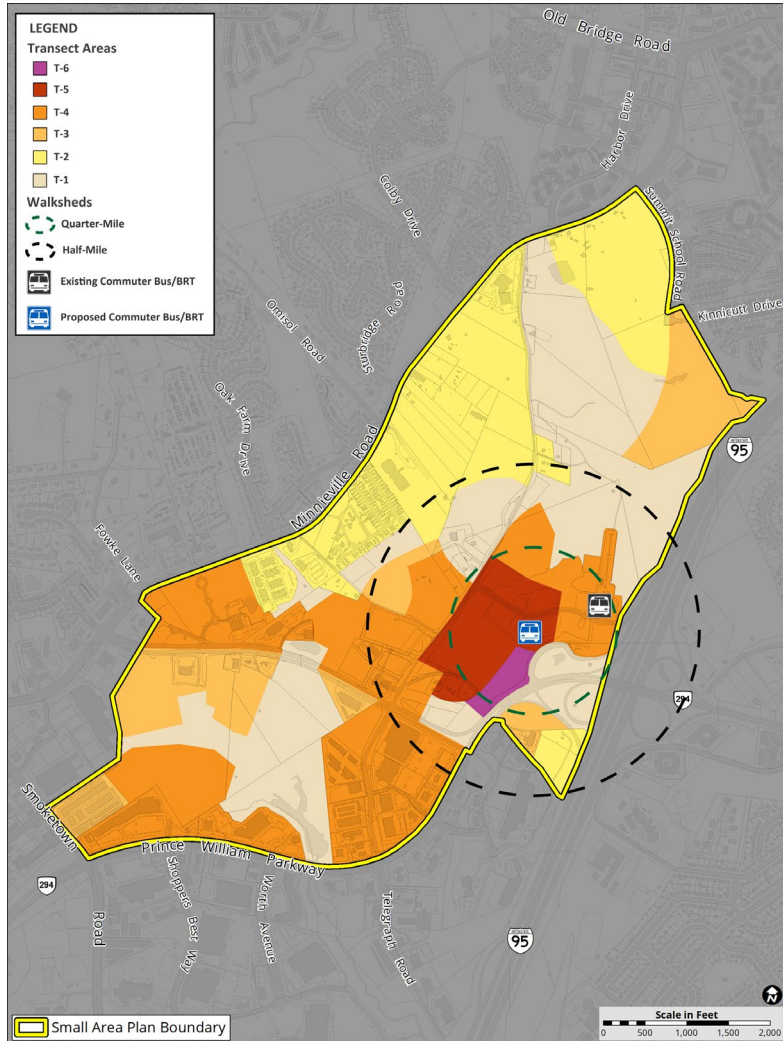 LEGEND
Transect Areas
T-6
T-5
T-4
T-3
T-2
T-1
Walksheds
Quarter-Mile
Half-Mile
Existing Commuter Bus/BRT
Proposed Commuter Bus/BRT
Old Bridge Road
Harbor Drive
Colby Drive
Summit School Road
Kinnicutt Drive
Sturbridge Road
Omisol Road
Oak Farm Drive
Minnieville Road
INTERSTATE
95
Fowke Lane
294
Smoketown
Road
Prince William Parkway
294
Shoppers Best Way
Worth Avenue
Telegraph Road
INTERSTATE
95
N
Small Area Plan Boundary
Scale in Feet
0 500 1,000 1,500 2,000